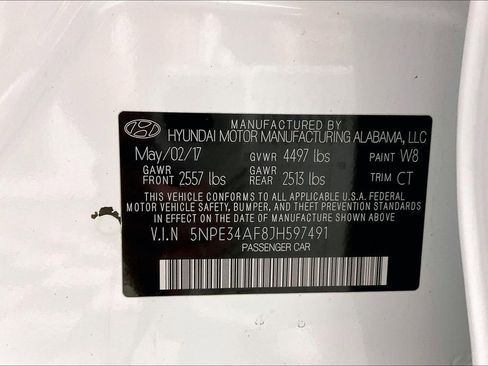 MANUFACTURED BY
HYUNDAI MOTOR MANUFACTURING ALABAMA, LLC
May/02/17 GVWR 4497 lbs PAINT W8
GAWR FRONT 2557 lbs GAWR REAR 2513 lbs TRIM CT
THIS VEHICLE CONFORMS TO ALL APPLICABLE U.S.A. FEDERAL
MOTOR VEHICLE SAFETY, BUMPER, AND THEFT PREVENTION STANDARDS
IN EFFECT ON THE DATE OF MANUFACTURE SHOWN ABOVE.
V.I.N 5NPE34AF8JH597491
PASSENGER CAR